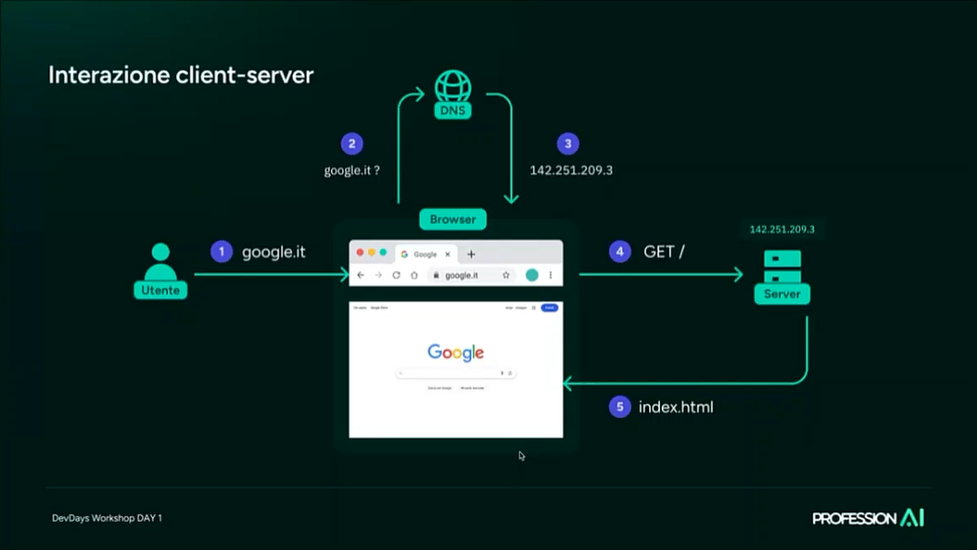 Interazione client-server
DNS
2
google.it ?
3
142.251.209.3
Browser
1
google.it
Utente
Google
google.it
4
GET /
142.251.209.3
Server
Google
5
index.html
DevDays Workshop DAY 1
PROFESSION AI